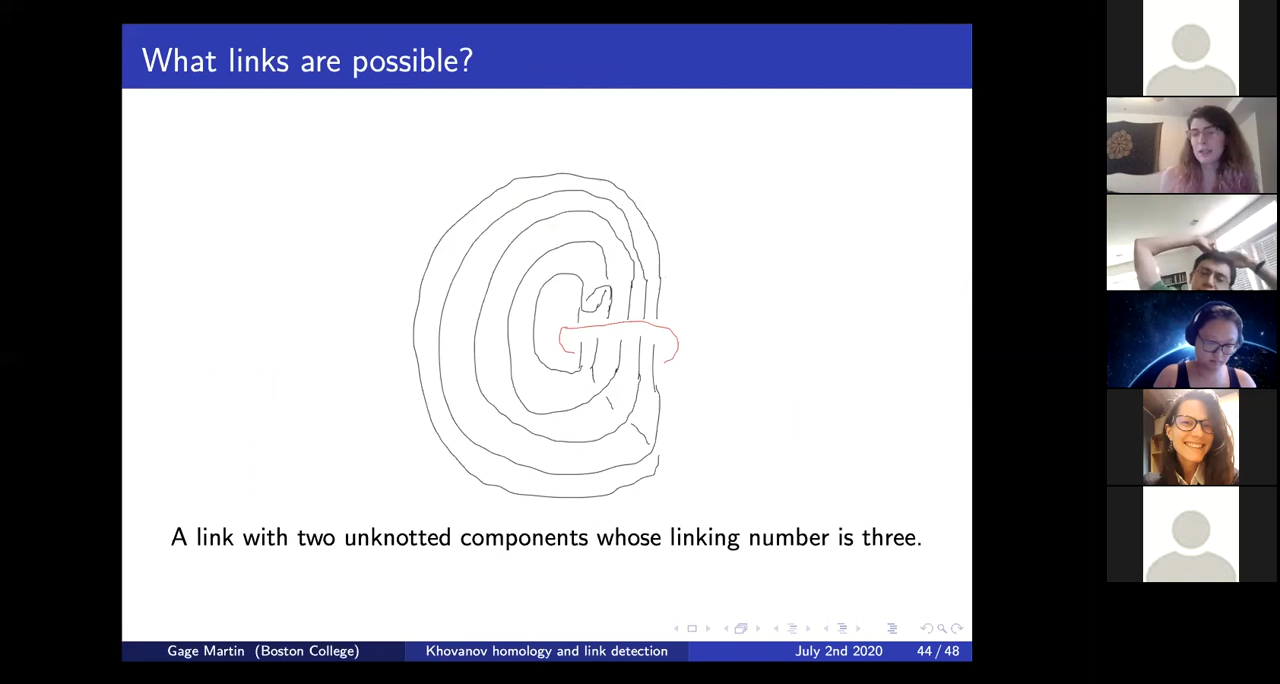 What links are possible?
A link with two unknotted components whose linking number is three.
Gage Martin (Boston College)
Khovanov homology and link detection
July 2nd 2020
44 / 48